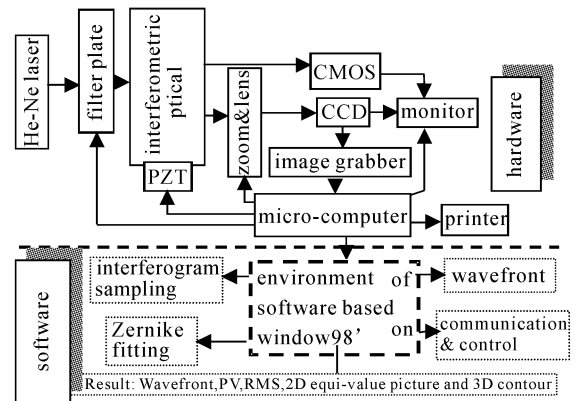 He-Ne laser
filter plate
interferometric
ptical
PZT
zoom&lens
CMOS
CCD
monitor
image grabber
micro-computer
printer
hardware
software
interferogram
sampling
Zernike
fitting
environment of
software based
window98’ on
wavefront
communication
& control
Result: Wavefront,PV,RMS,2D equi-value picture and 3D contour